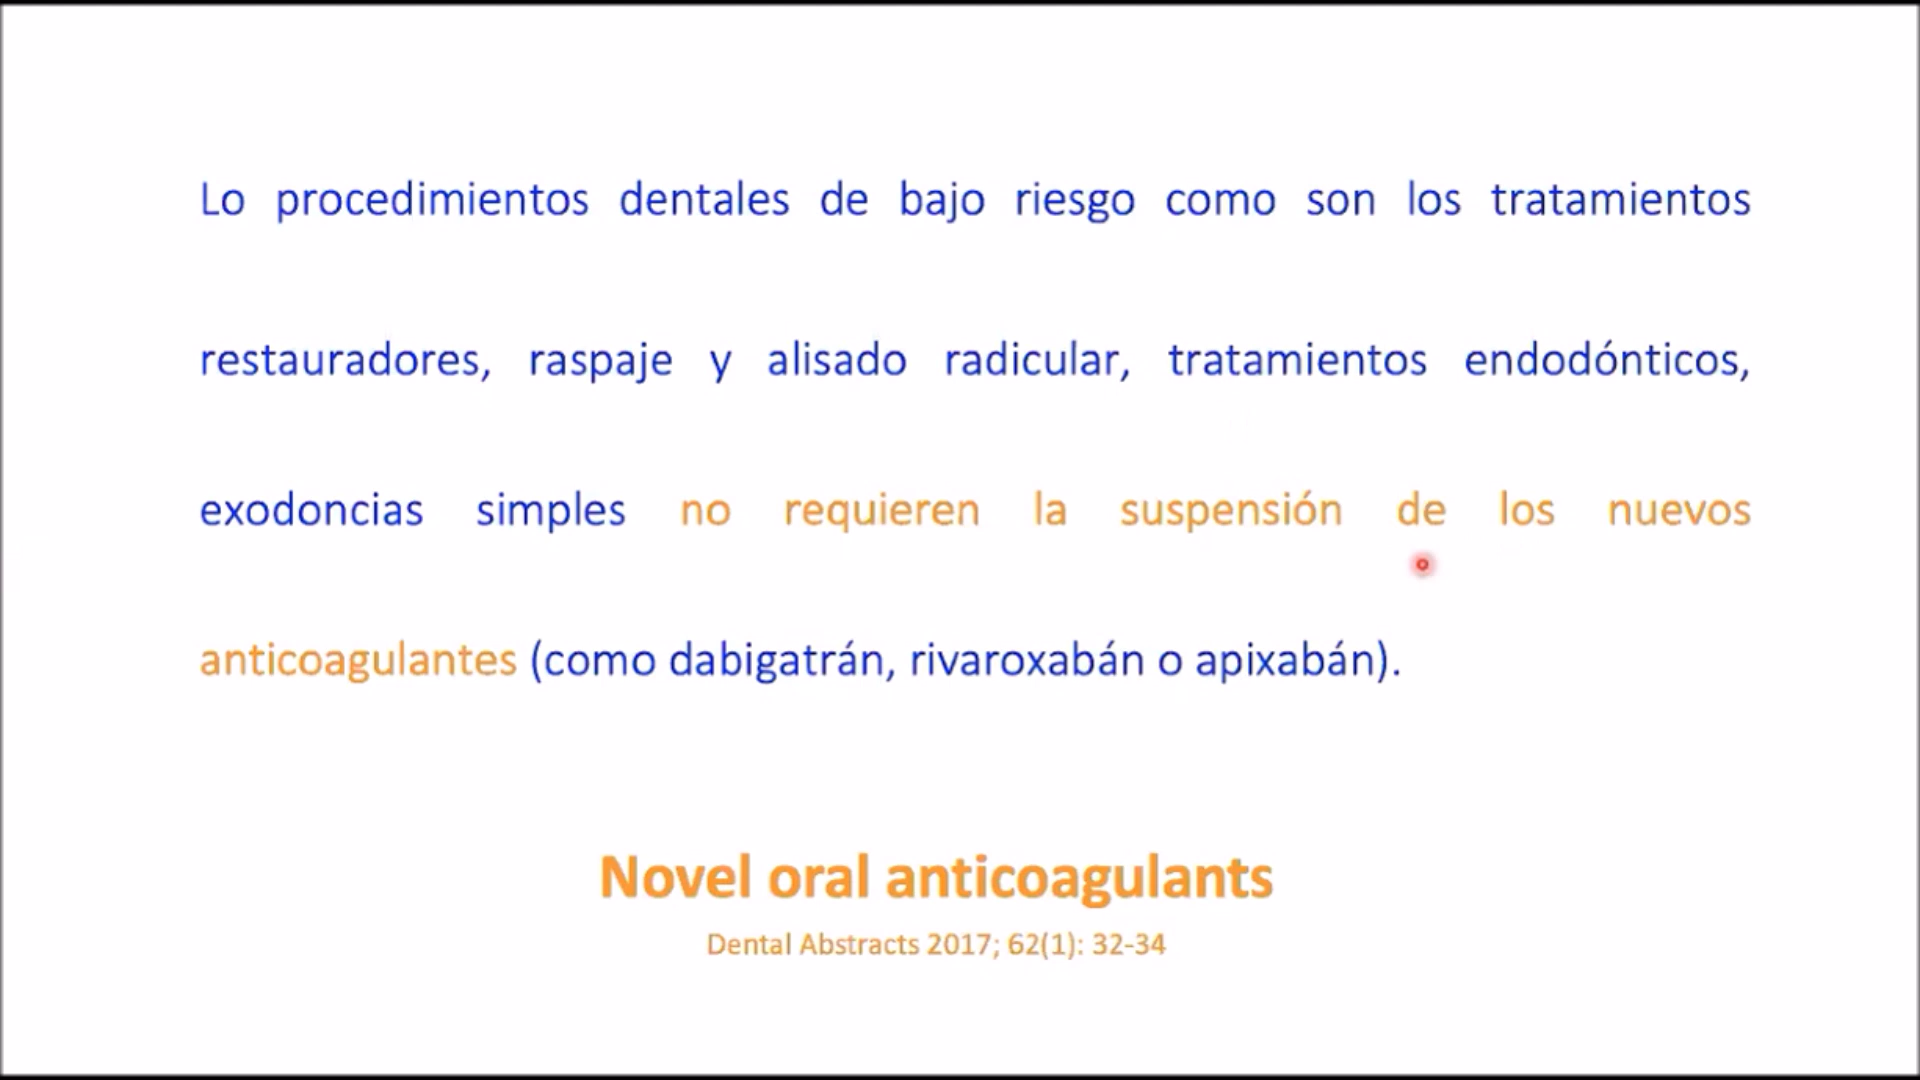 Lo procedimientos dentales de bajo riesgo como son los tratamientos
restauradores, raspaje y alisado radicular, tratamientos endodónticos,
exodoncias simples no requieren la suspensión de los nuevos
anticoagulantes (como dabigatrán, rivaroxabán o apixabán).
Novel oral anticoagulants
Dental Abstracts 2017; 62(1): 32-34